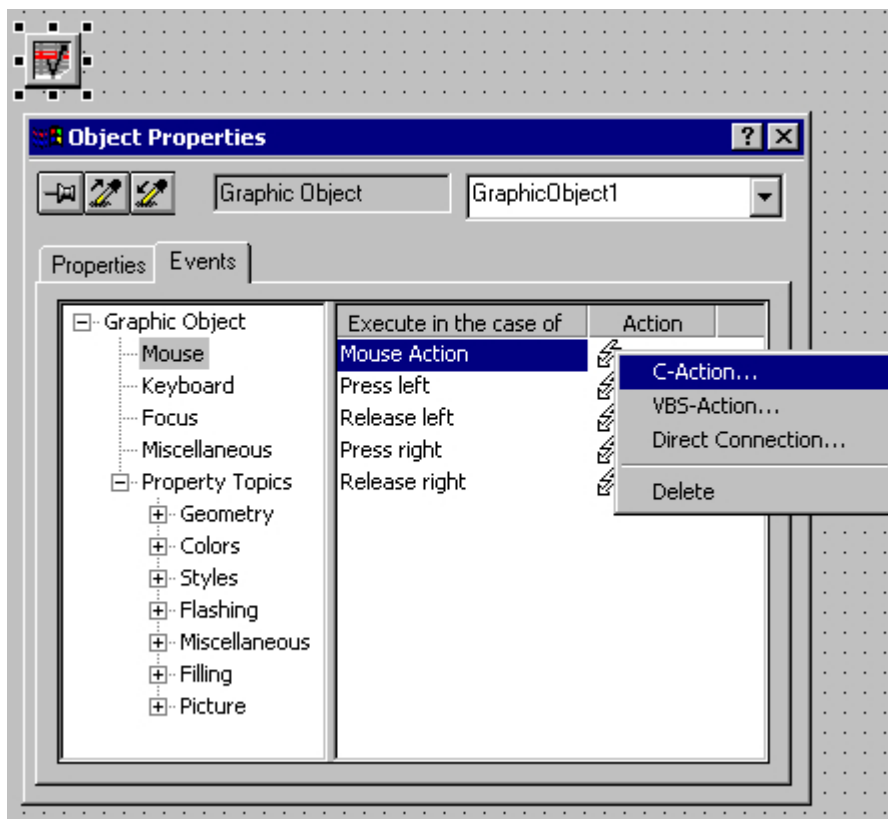 Object Properties
Graphic Object GraphicObject1
Properties Events
Graphic Object
Mouse
Keyboard
Focus
Miscellaneous
Property Topics
Geometry
Colors
Styles
Flashing
Miscellaneous
Filling
Picture
Execute in the case of Action
Mouse Action
Press left
Release left
Press right
Release right
C-Action...
VBS-Action...
Direct Connection...
Delete